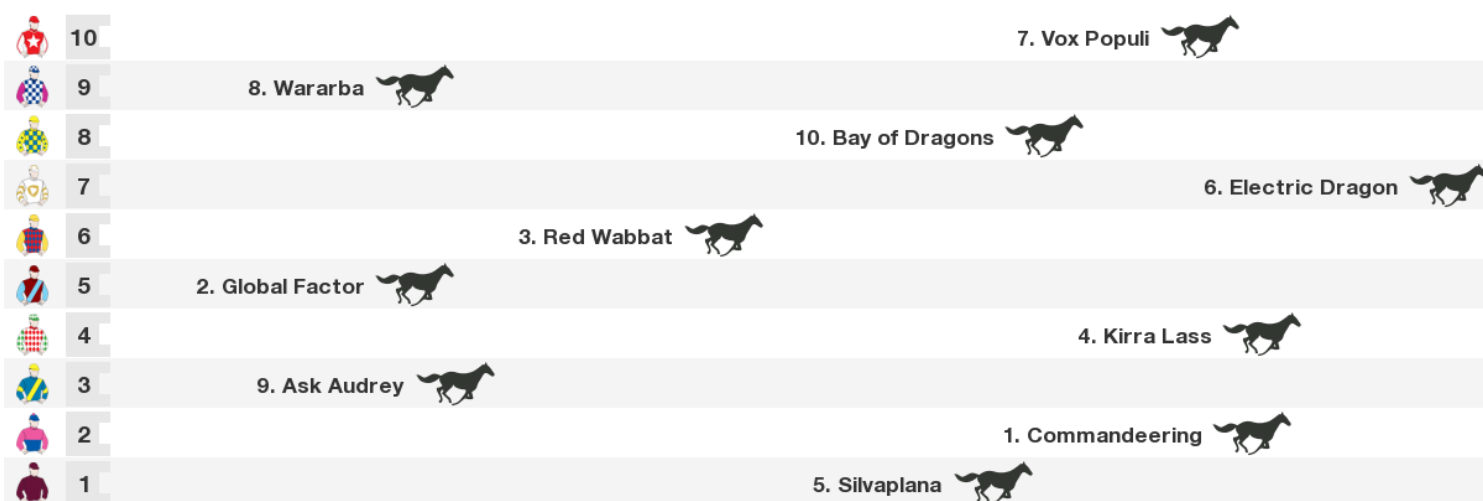 10 7. Vox Populi
9 8. Wararba
8 10. Bay of Dragons
7 6. Electric Dragon
6 3. Red Wabbat
5 2. Global Factor
4 4. Kirra Lass
3 9. Ask Audrey
2 1. Commandeering
1 5. Silvaplana